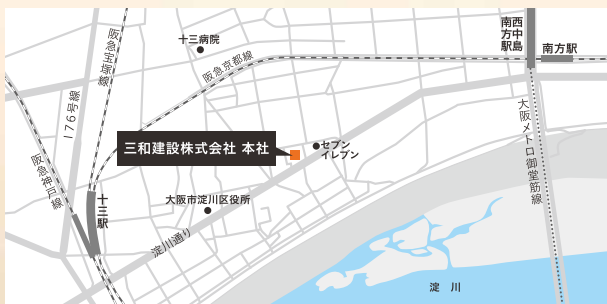 阪急宝塚線
十三病院
阪急京都線
西中島
南方駅
南方駅
176号線
三和建設株式会社 本社
セブン
イレブン
大阪メトロ御堂筋線
阪急神戸線
十三駅
大阪市淀川区役所
淀川通り
淀 川